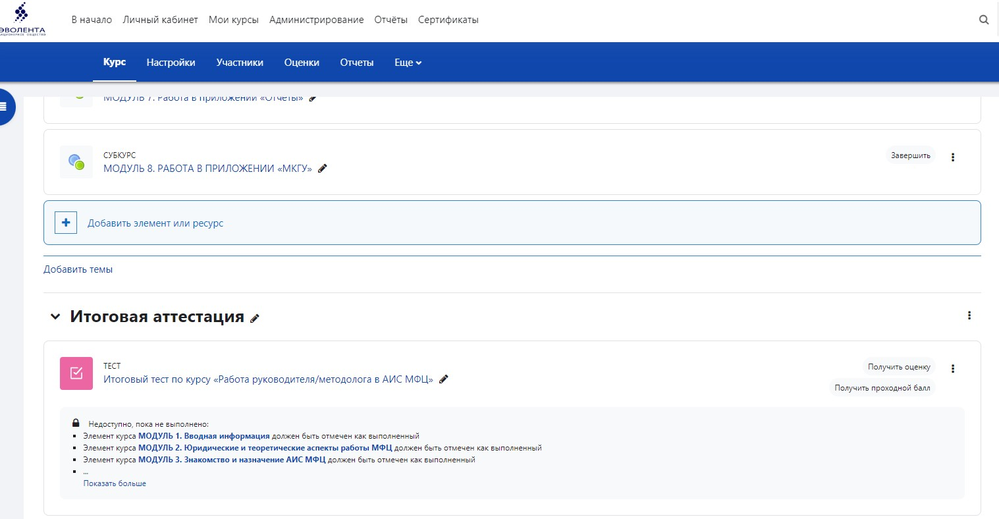 ЭВОЛЕНТА
АКЦИОНЕРНОЕ ОБЩЕСТВО
В начало Личный кабинет Мои курсы Администрирование Отчёты Сертификаты
Курс Настройки Участники Оценки Отчеты Еще
МОДУЛЬ 7. Работа в приложении «Отчеты»
СУБКУРС
Завершить
МОДУЛЬ 8. РАБОТА В ПРИЛОЖЕНИИ «МКГУ»
Добавить элемент или ресурс
Добавить темы
Итоговая аттестация
ТЕСТ
Получить оценку
Итоговый тест по курсу «Работа руководителя/методолога в АИС МФЦ»
Получить проходной балл
Недоступно, пока не выполнено:
Элемент курса МОДУЛЬ 1. Вводная информация должен быть отмечен как выполненный
Элемент курса МОДУЛЬ 2. Юридические и теоретические аспекты работы МФЦ должен быть отмечен как выполненный
Элемент курса МОДУЛЬ 3. Знакомство и назначение АИС МФЦ должен быть отмечен как выполненный
...
Показать больше